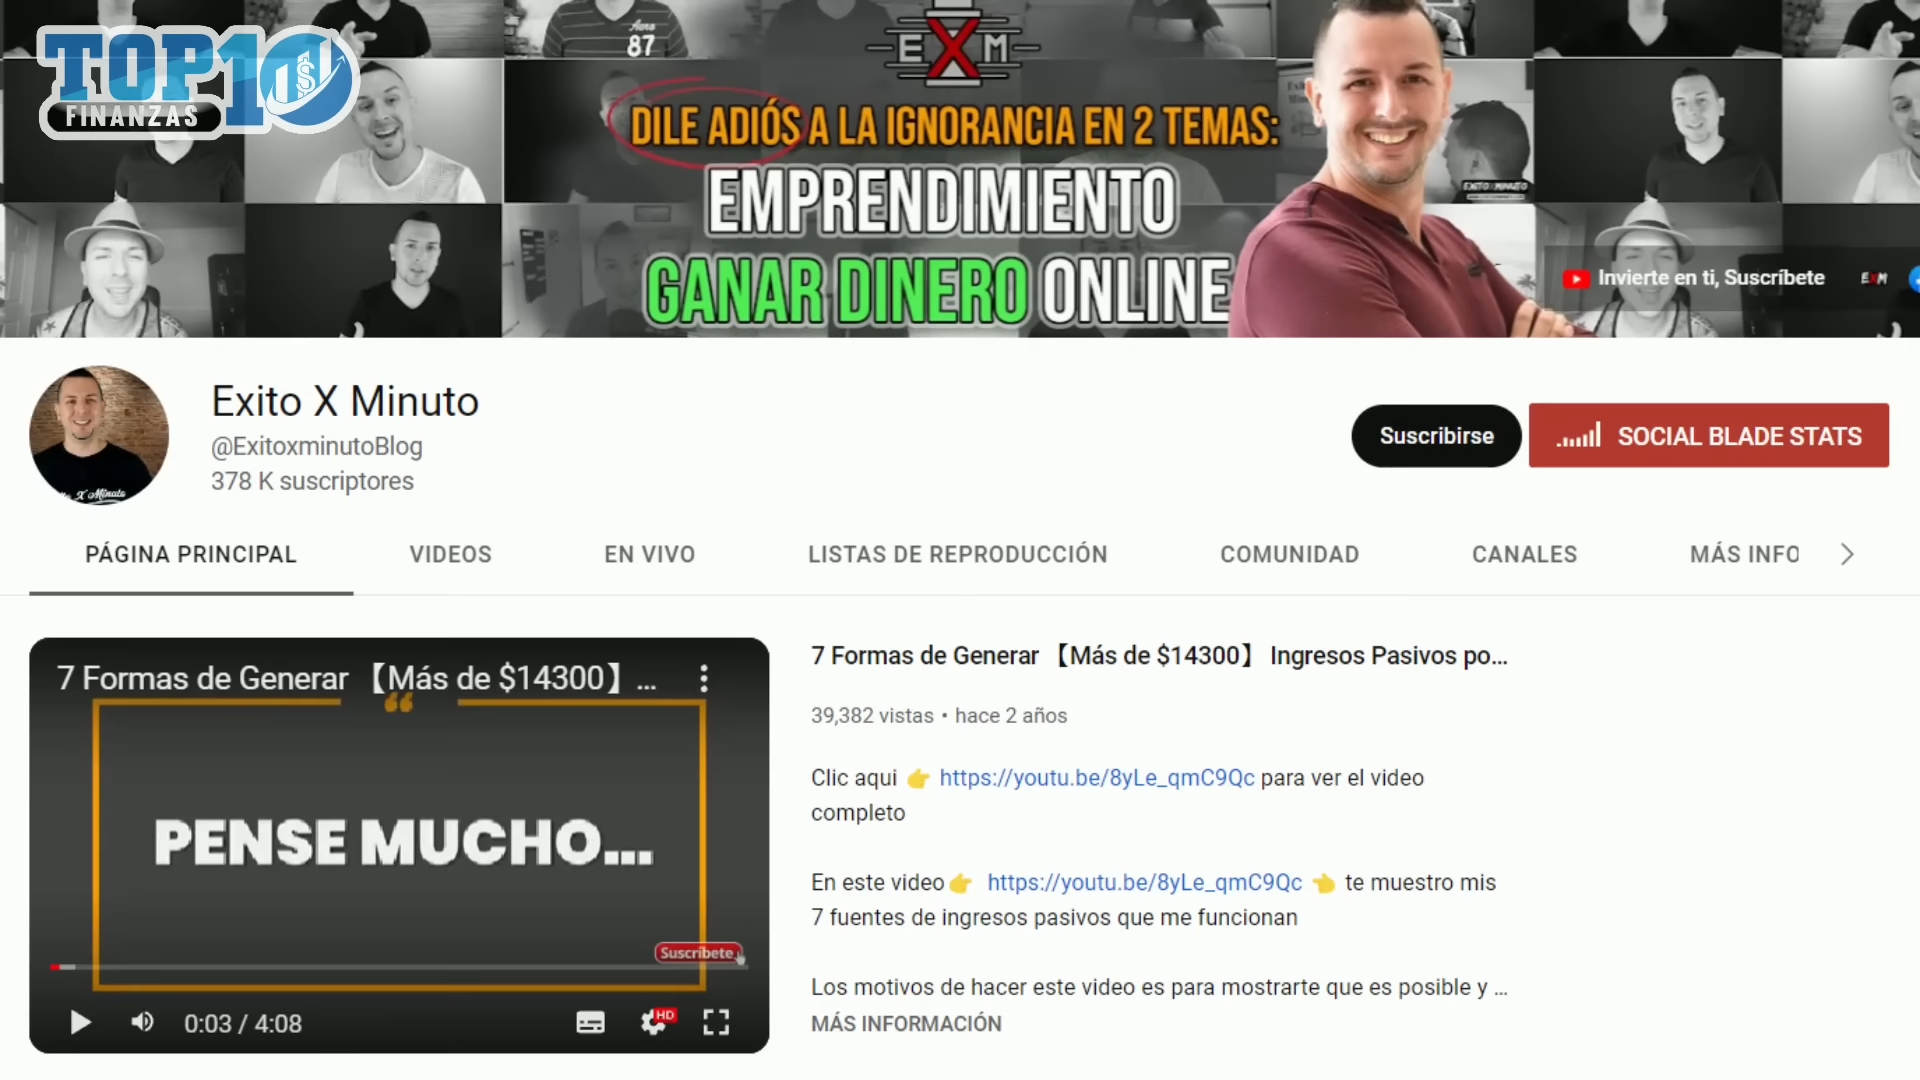 TOP10
FINANZAS
Auro
87
EXM
DILE ADIÓS A LA IGNORANCIA EN 2 TEMAS:
EMPRENDIMIENTO
GANAR DINERO ONLINE
EXITO X MINUTO
Invierte en ti, Suscríbete
EXM
Exito X Minuto
@ExitoxminutoBlog
378 K suscriptores
Suscribirse
SOCIAL BLADE STATS
X Minuto
PÁGINA PRINCIPAL
VIDEOS
EN VIVO
LISTAS DE REPRODUCCIÓN
COMUNIDAD
CANALES
MÁS INFO
7 Formas de Generar 【Más de $14300】 ...
PENSE MUCHO...
Suscríbete
0:03 / 4:08
HD
7 Formas de Generar 【Más de $14300】 Ingresos Pasivos po...
39,382 vistas • hace 2 años
Clic aqui 👉 https://youtu.be/8yLe_qmC9Qc para ver el video
completo
En este video👉 https://youtu.be/8yLe_qmC9Qc 👈 te muestro mis
7 fuentes de ingresos pasivos que me funcionan
Los motivos de hacer este video es para mostrarte que es posible y ...
MÁS INFORMACIÓN